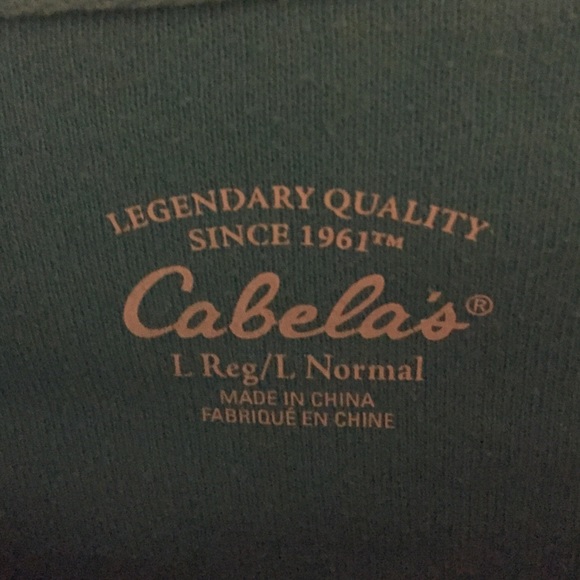 LEGENDARY QUALITY
SINCE 1961™
Cabela's®
L Reg/L Normal
MADE IN CHINA
FABRIQUÉ EN CHINE